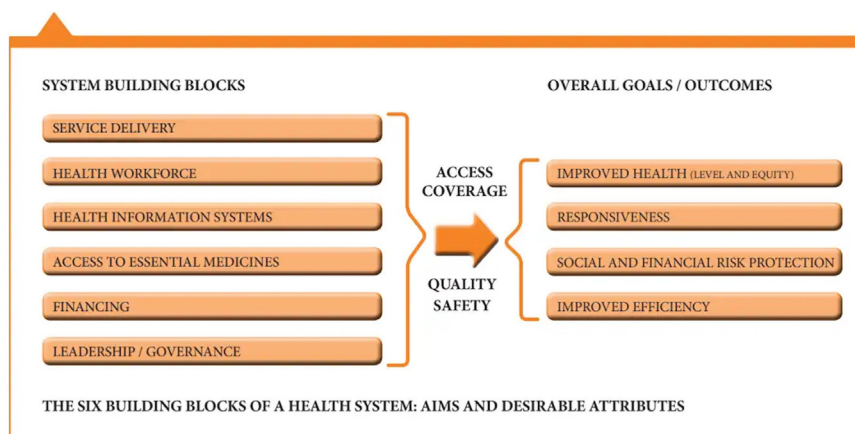 SYSTEM BUILDING BLOCKS
SERVICE DELIVERY
HEALTH WORKFORCE
HEALTH INFORMATION SYSTEMS
ACCESS TO ESSENTIAL MEDICINES
FINANCING
LEADERSHIP / GOVERNANCE
ACCESS
COVERAGE
QUALITY
SAFETY
OVERALL GOALS / OUTCOMES
IMPROVED HEALTH (LEVEL AND EQUITY)
RESPONSIVENESS
SOCIAL AND FINANCIAL RISK PROTECTION
IMPROVED EFFICIENCY
THE SIX BUILDING BLOCKS OF A HEALTH SYSTEM: AIMS AND DESIRABLE ATTRIBUTES